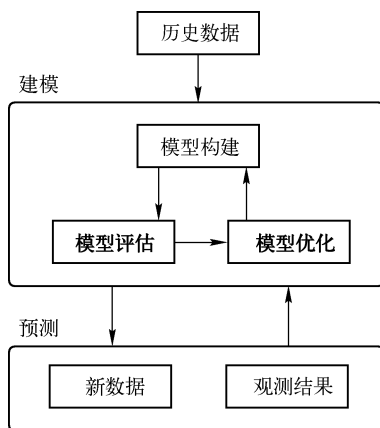 历史数据
建模
模型构建
模型评估
模型优化
预测
新数据
观测结果